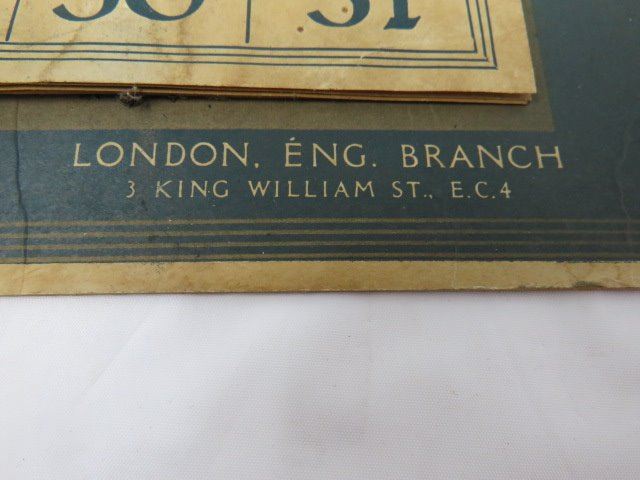 30 31
LONDON, ÉNG. BRANCH
3 KING WILLIAM ST., E.C.4